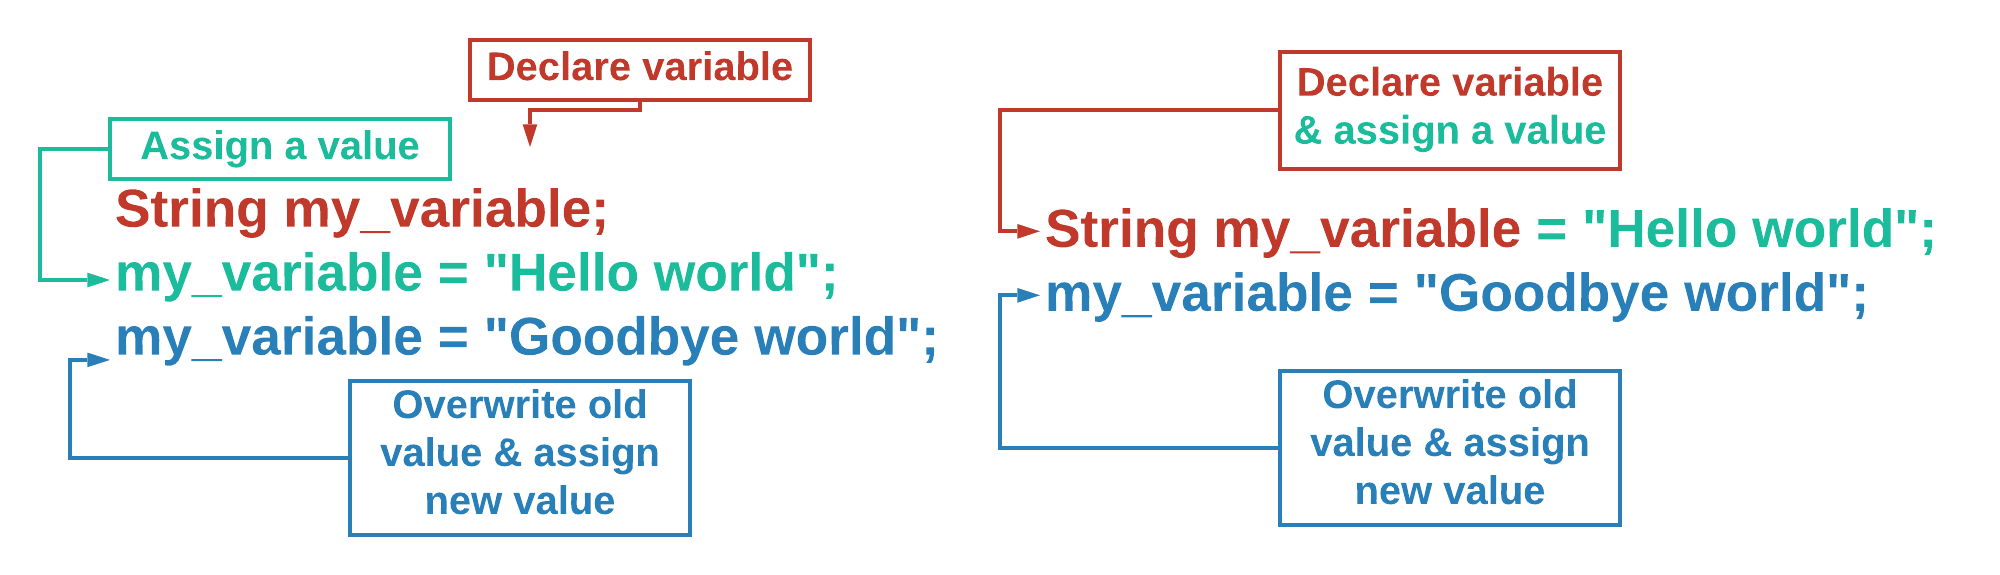 Declare variable
Assign a value
String my_variable;
my_variable = "Hello world";
my_variable = "Goodbye world";
Overwrite old
value & assign
new value
Declare variable
& assign a value
String my_variable = "Hello world";
my_variable = "Goodbye world";
Overwrite old
value & assign
new value